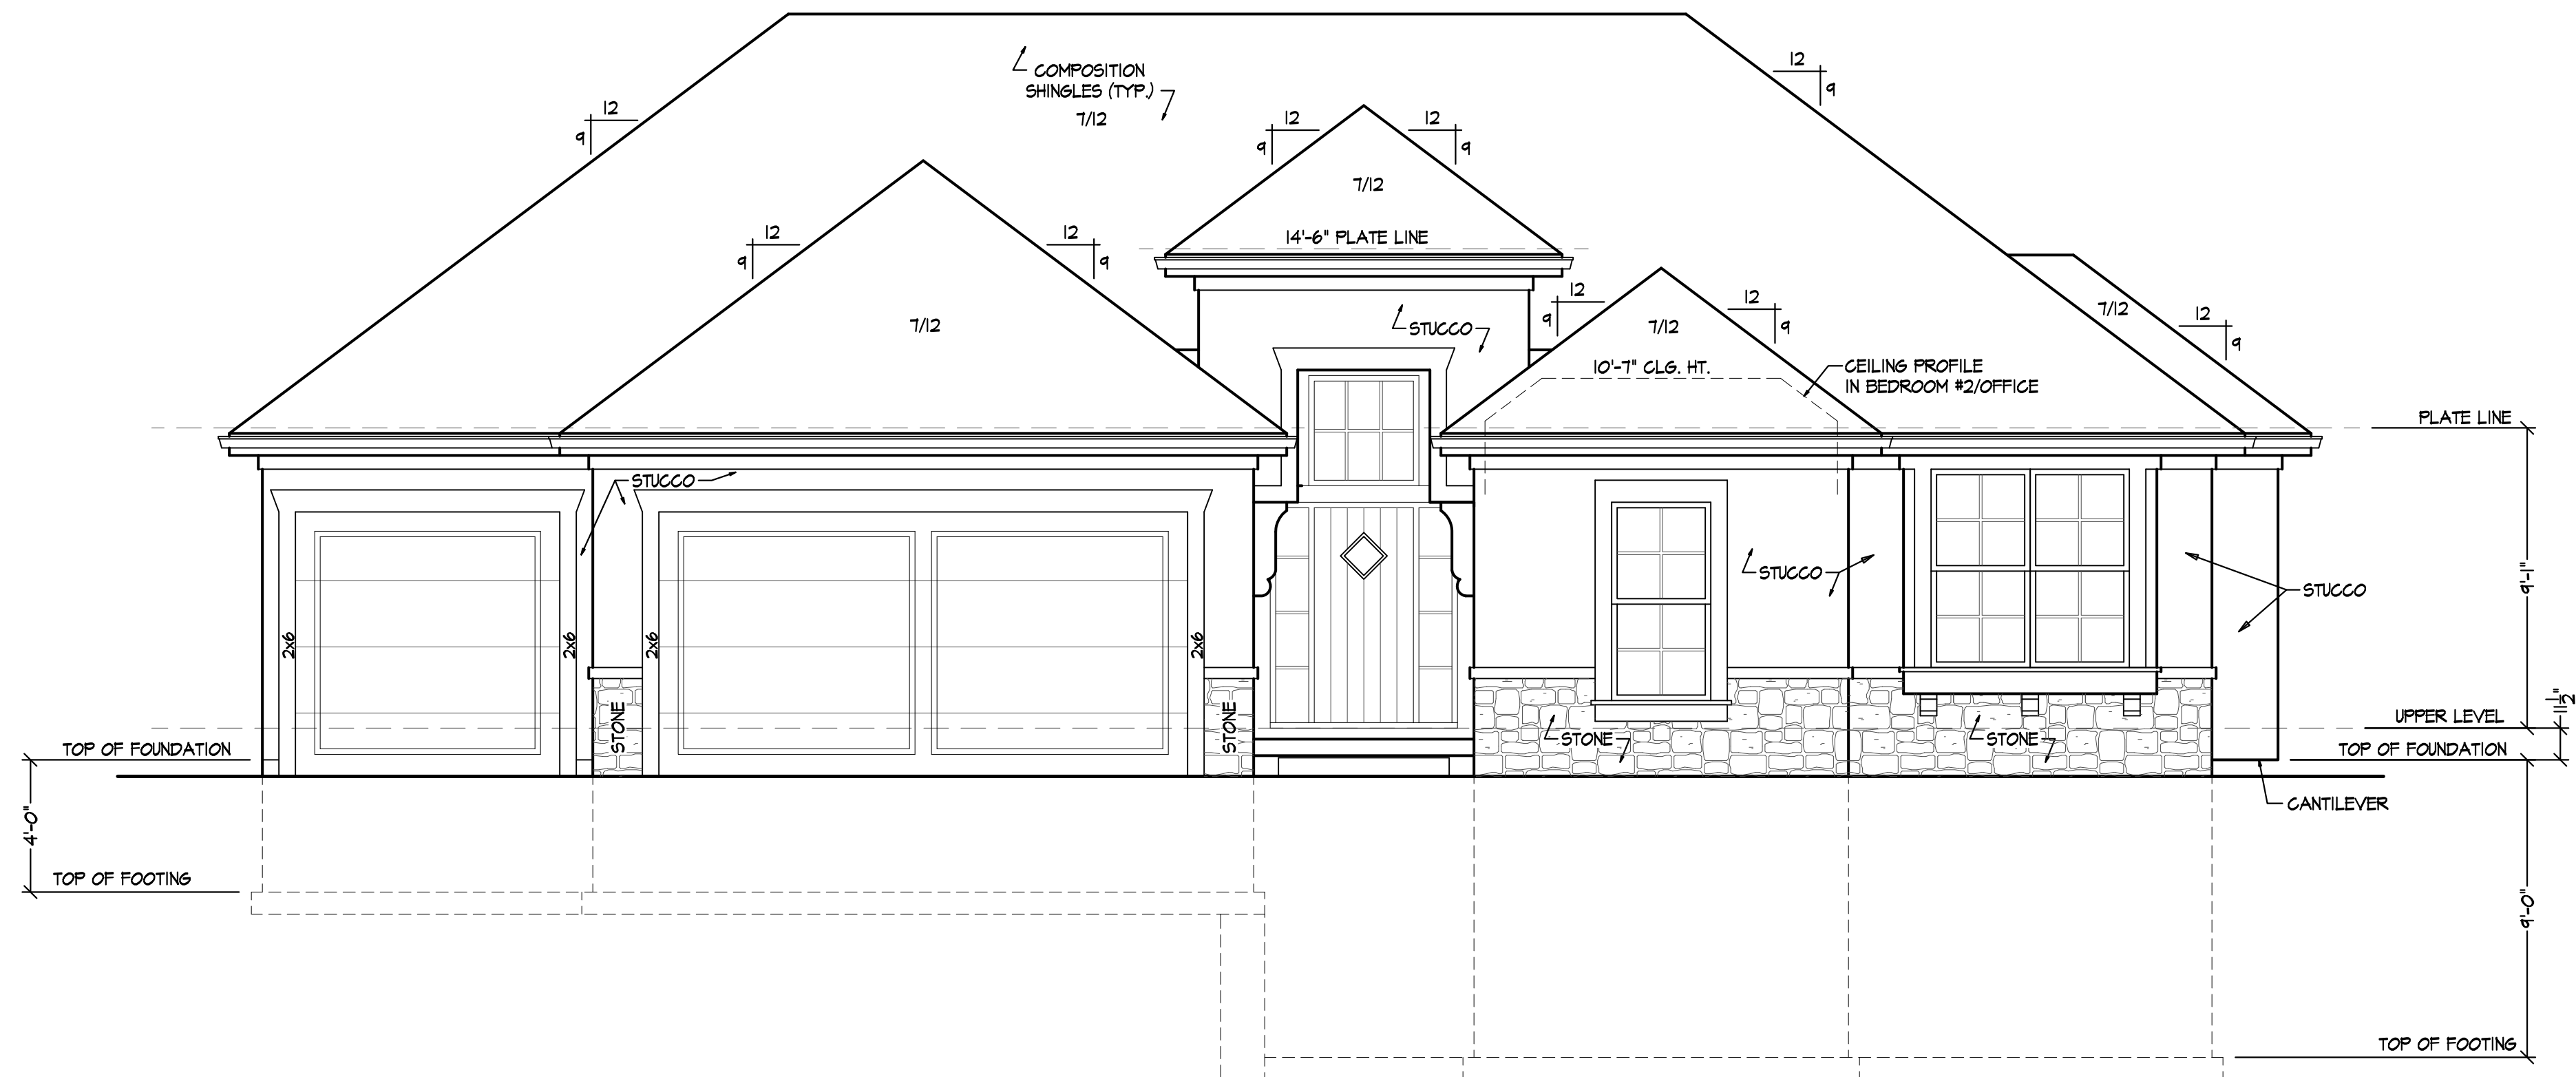 12
9
COMPOSITION
SHINGLES (TYP.)
7/12
12
9
12
9
12
9
7/12
14'-6" PLATE LINE
12
9
12
9
7/12
STUCCO
12
9
12
9
7/12
10'-7" CLG. HT.
CEILING PROFILE
IN BEDROOM #2/OFFICE
7/12
12
9
PLATE LINE
STUCCO
9'-1"
STUCCO
STUCCO
2x6
2x6
2x6
2x6
STONE
STONE
STONE
STONE
UPPER LEVEL
11 1/2"
TOP OF FOUNDATION
TOP OF FOUNDATION
CANTILEVER
4'-0"
TOP OF FOOTING
9'-0"
TOP OF FOOTING